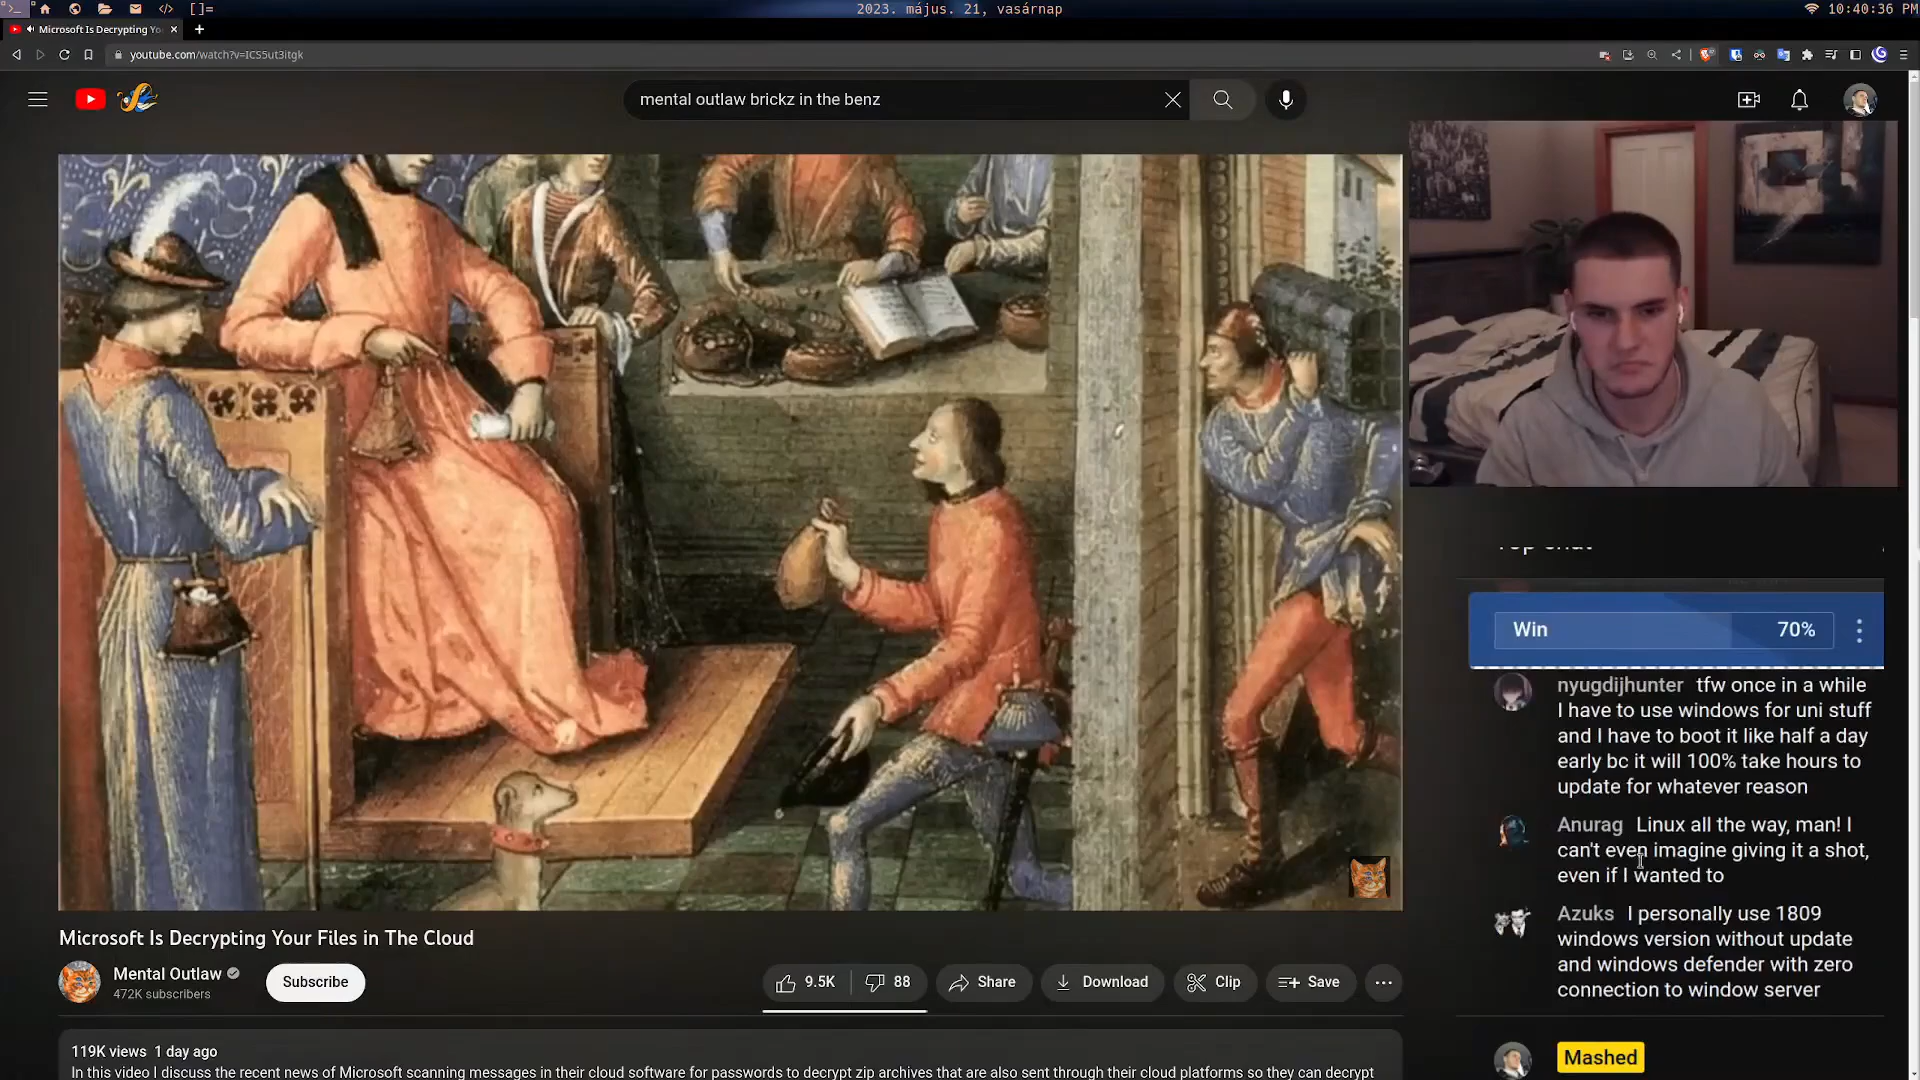 []=
2023. május. 21, vasárnap
10:40:36 PM
Microsoft Is Decrypting Yo
youtube.com/watch?v=ICS5ut3itgk
mental outlaw brickz in the benz
Top chat
Win 70%
nyugdijhunter tfw once in a while
I have to use windows for uni stuff
and I have to boot it like half a day
early bc it will 100% take hours to
update for whatever reason
Anurag Linux all the way, man! I
can't even imagine giving it a shot,
even if I wanted to
Azuks I personally use 1809
windows version without update
and windows defender with zero
connection to window server
Mashed
Microsoft Is Decrypting Your Files in The Cloud
Mental Outlaw
472K subscribers
Subscribe
9.5K 88 Share Download Clip Save
119K views 1 day ago
In this video I discuss the recent news of Microsoft scanning messages in their cloud software for passwords to decrypt zip archives that are also sent through their cloud platforms so they can decrypt